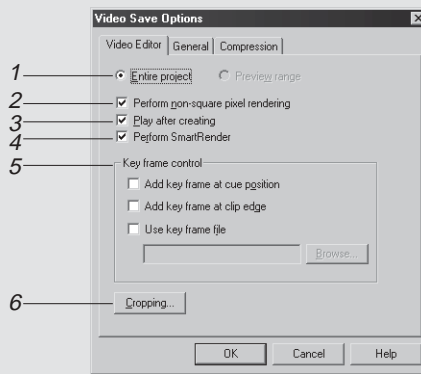 Video Save Options
Video Editor General Compression
1 Entire project Preview range
2 Perform non-square pixel rendering
3 Play after creating
4 Perform SmartRender
5 Key frame control
Add key frame at cue position
Add key frame at clip edge
Use key frame file
Browse...
6 Cropping...
OK Cancel Help